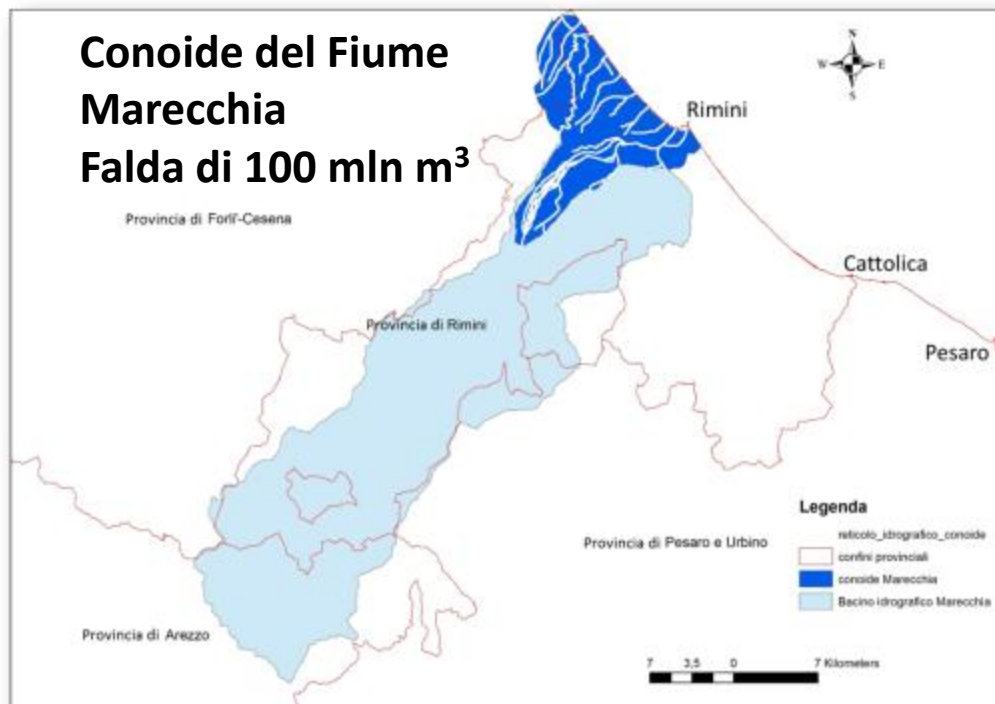 Conoide del Fiume
Marecchia
Falda di 100 mln m³
N
W E
S
Rimini
Provincia di Forlì'-Cesena
Cattolica
Provincia di Rimini
Pesaro
Legenda
reticolo_idrografico_conoide
Provincia di Pesaro e Urbino
confini provinciali
conoide Marecchia
Bacino idrografico Marecchia
Provincia di Arezzo
7 3,5 0 7 Kilometers